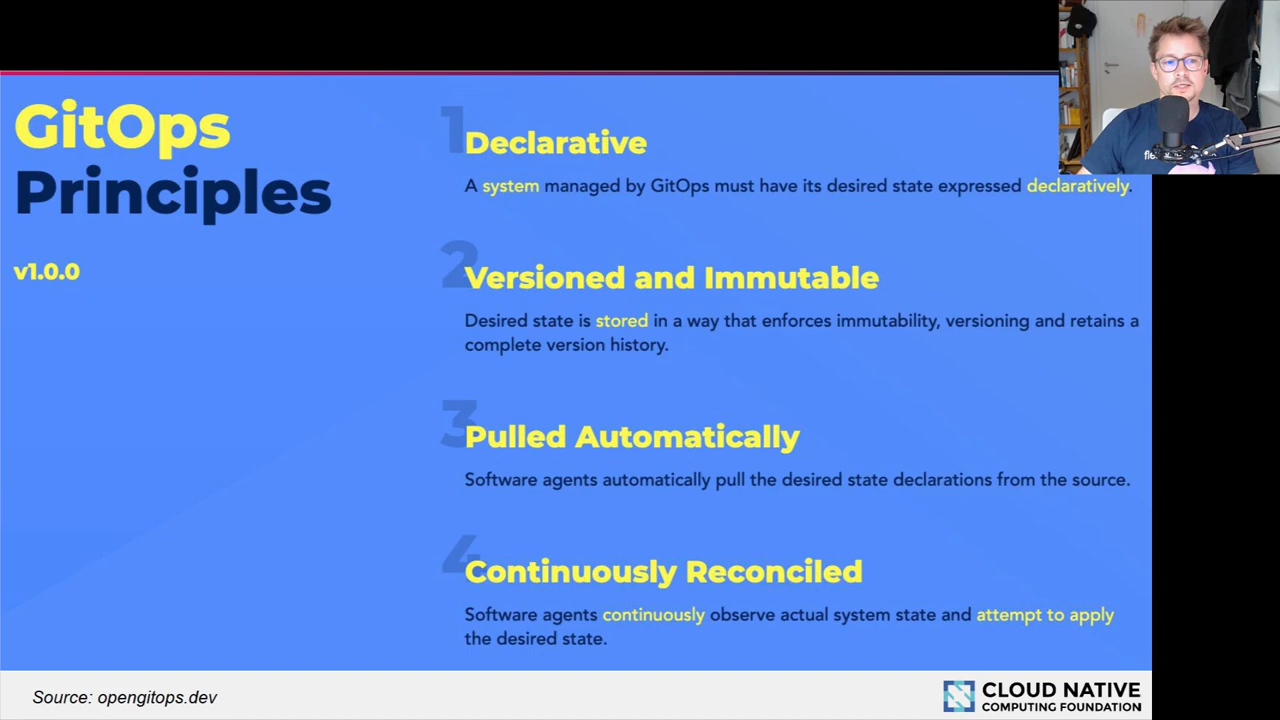 GitOps
Principles
v1.0.0
1
Declarative
A system managed by GitOps must have its desired state expressed declaratively.
2
Versioned and Immutable
Desired state is stored in a way that enforces immutability, versioning and retains a
complete version history.
3
Pulled Automatically
Software agents automatically pull the desired state declarations from the source.
4
Continuously Reconciled
Software agents continuously observe actual system state and attempt to apply
the desired state.
Source: opengitops.dev
CLOUD NATIVE
COMPUTING FOUNDATION